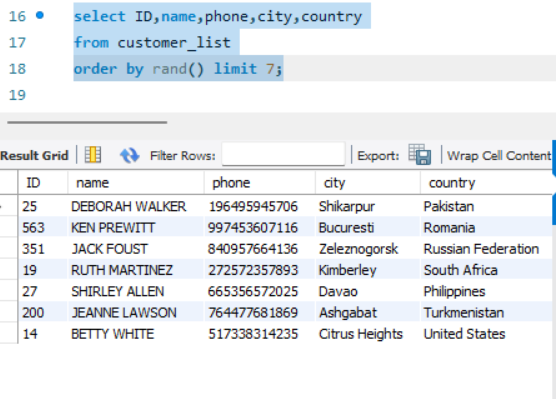 16 select ID,name,phone,city,country
17 from customer_list
18 order by rand() limit 7;
19
Result Grid Filter Rows: Export: Wrap Cell Content
ID name phone city country
25 DEBORAH WALKER 196495945706 Shikarpur Pakistan
563 KEN PREWITT 997453607116 Bucuresti Romania
351 JACK FOUST 840957664136 Zeleznogorsk Russian Federation
19 RUTH MARTINEZ 272572357893 Kimberley South Africa
27 SHIRLEY ALLEN 665356572025 Davao Philippines
200 JEANNE LAWSON 764477681869 Ashgabat Turkmenistan
14 BETTY WHITE 517338314235 Citrus Heights United States